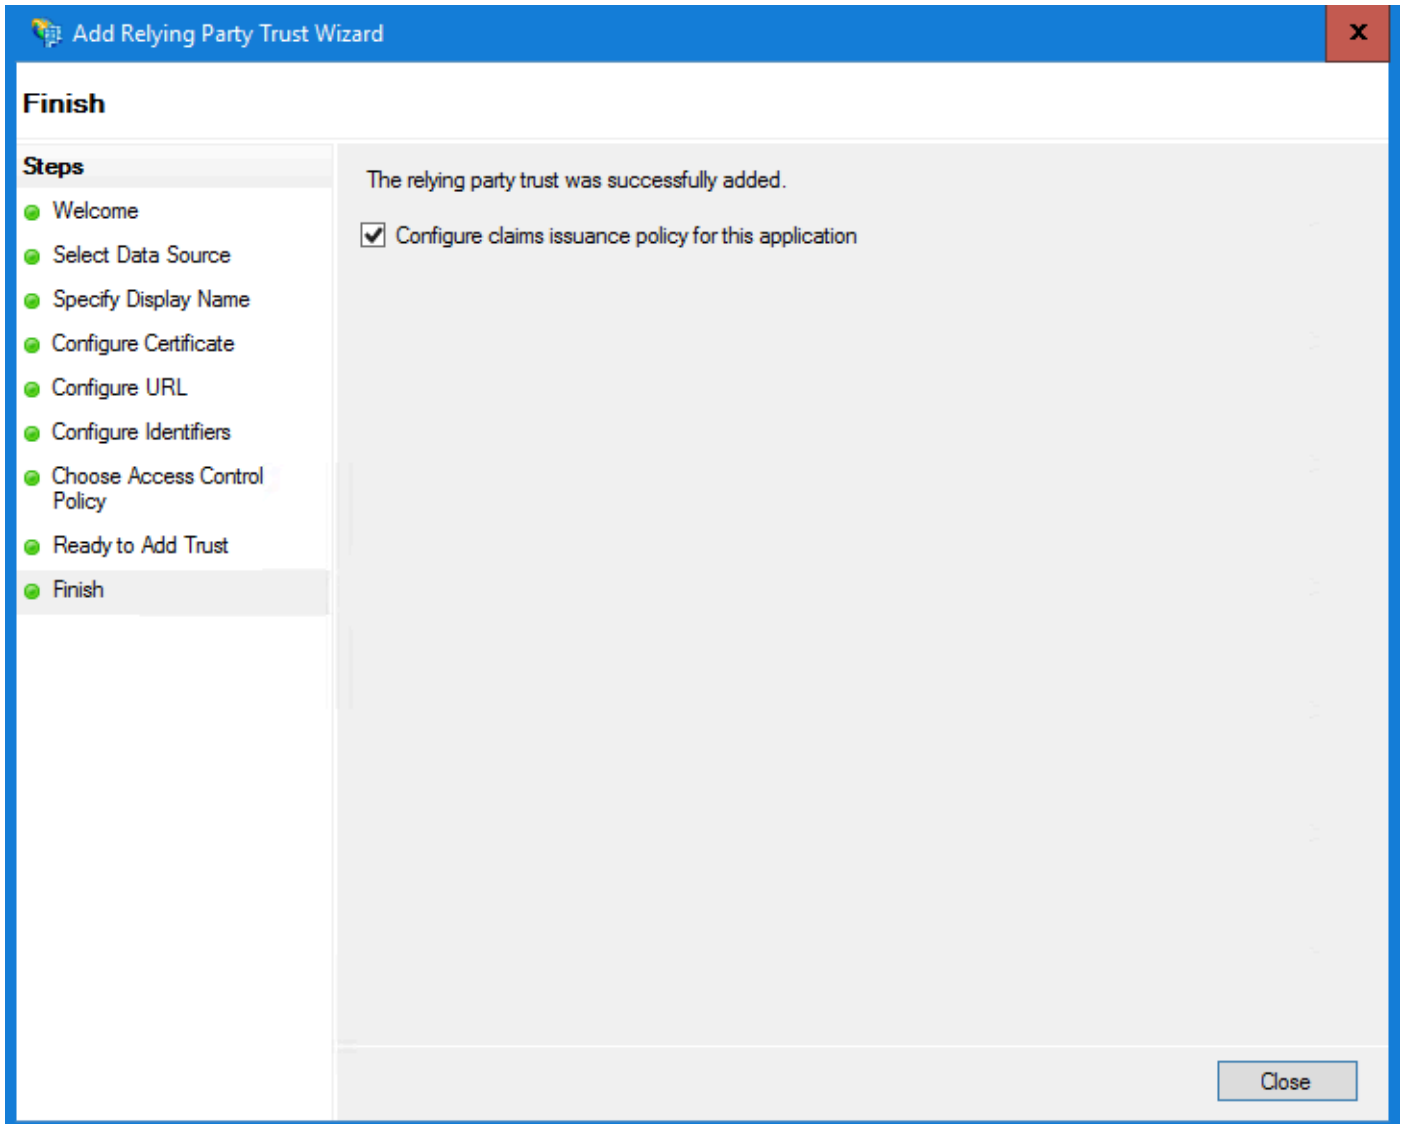 Add Relying Party Trust Wizard
x
Finish
Steps
Welcome
Select Data Source
Specify Display Name
Configure Certificate
Configure URL
Configure Identifiers
Choose Access Control
Policy
Ready to Add Trust
Finish
The relying party trust was successfully added.
Configure claims issuance policy for this application
Close